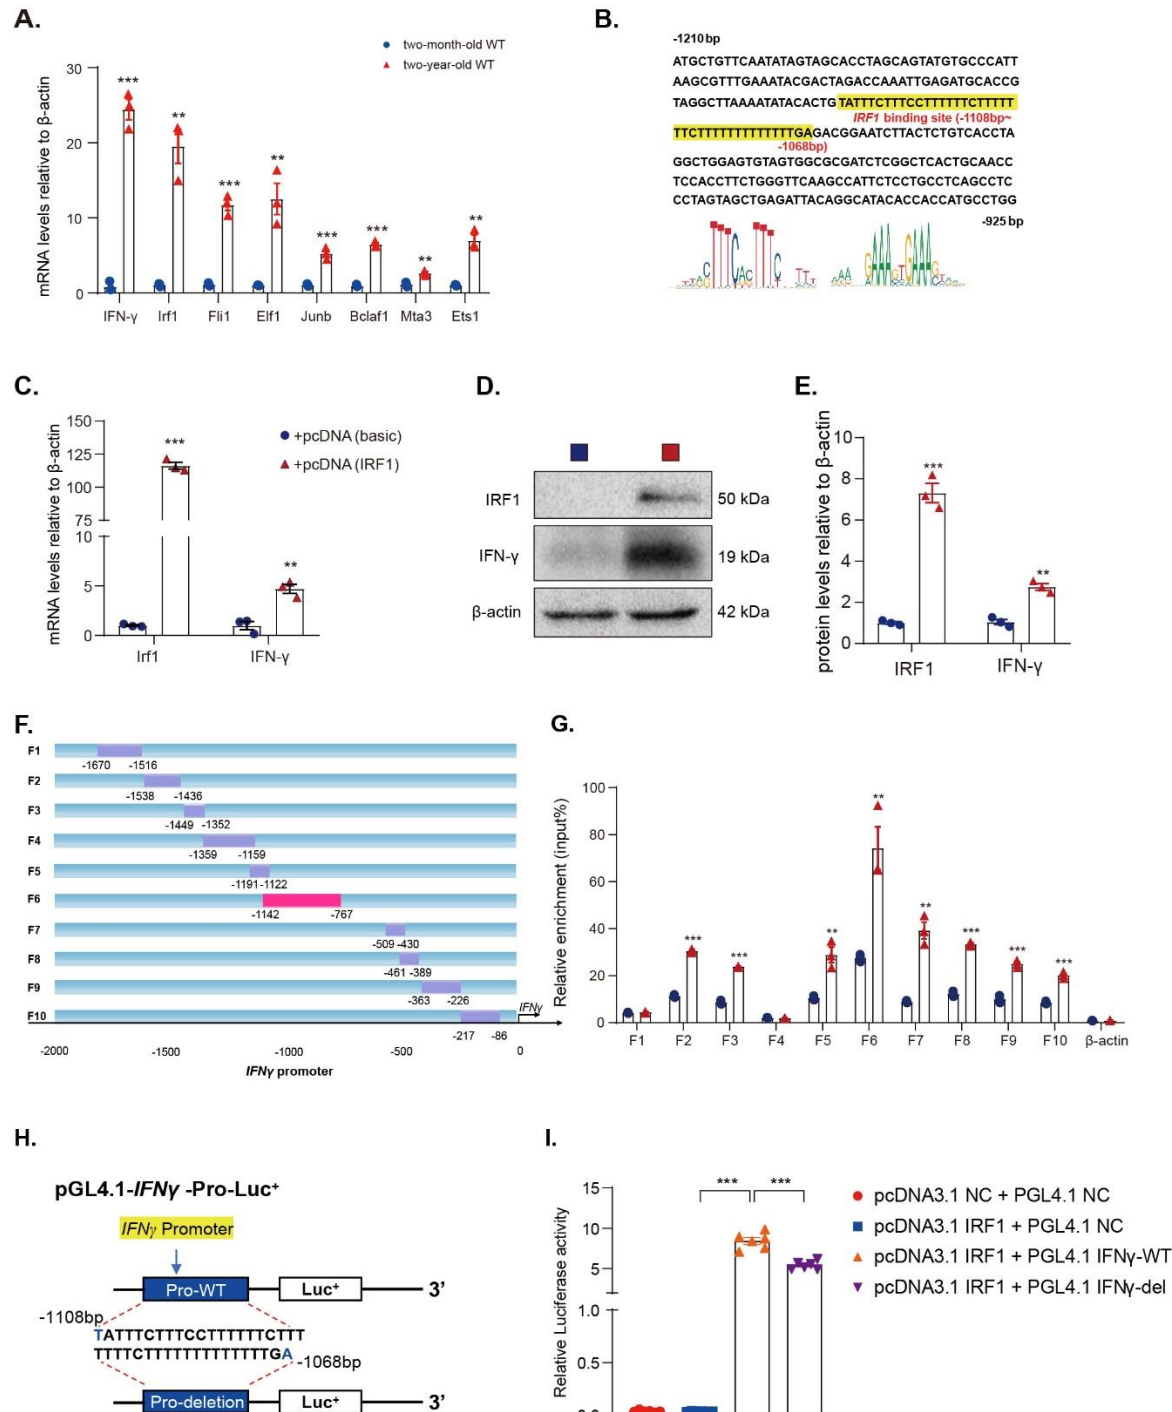 A.
two-month-old WT
two-year-old WT
mRNA levels relative to β-actin
30
20
10
0
***
**
***
**
***
***
**
**
IFN-γ Irf1 Fli1 Elf1 Junb Bclaf1 Mta3 Ets1
B.
-1210 bp
ATGCTGTTCAATATAGTAGCACCTAGCAGTATGTGCCCATT
AAGCGTTTGAAATACGACTAGACCAAATTGAGATGCACCG
TAGGCTTAAAATATACACTG TATTTCTTTCCTTTTTTCTTTTT
IRF1 binding site (-1108bp~
TTCTTTTTTTTTTTTTGAGACGGAATCTTACTCTGTCACCTA
-1068bp)
GGCTGGAGTGTAGTGGCGCGATCTCGGCTCACTGCAACC
TCCACCTTCTGGGTTCAAGCCATTCTCCTGCCTCAGCCTC
CCTAGTAGCTGAGATTACAGGCATACACCACCATGCCTGG
-925 bp
C.
mRNA levels relative to β-actin
150
125
100
75
10
5
0
***
**
+pcDNA (basic)
+pcDNA (IRF1)
Irf1 IFN-γ
D.
IRF1 50 kDa
IFN-γ 19 kDa
β-actin 42 kDa
E.
protein levels relative to β-actin
10
8
6
4
2
0
***
**
IRF1 IFN-γ
F.
F1
-1670 -1516
F2
-1538 -1436
F3
-1449 -1352
F4
-1359 -1159
F5
-1191 -1122
F6
-1142 -767
F7
-509 -430
F8
-461 -389
F9
-363 -226
IFNγ
F10
-217 -86
-2000 -1500 -1000 -500 0
IFNγ promoter
G.
Relative enrichment (input%)
100
80
60
40
20
0
***
***
**
**
**
***
***
***
F1 F2 F3 F4 F5 F6 F7 F8 F9 F10 β-actin
H.
pGL4.1-IFNγ -Pro-Luc⁺
IFNγ Promoter
Pro-WT Luc⁺ 3’
-1108bp
TATTTCTTTCCTTTTTTCTTT
TTTTCTTTTTTTTTTTTTGA
-1068bp
Pro-deletion Luc⁺ 3’
I.
Relative Luciferase activity
15
10
5
1.0
0.5
*** ***
pcDNA3.1 NC + PGL4.1 NC
pcDNA3.1 IRF1 + PGL4.1 NC
pcDNA3.1 IRF1 + PGL4.1 IFNγ-WT
pcDNA3.1 IRF1 + PGL4.1 IFNγ-del